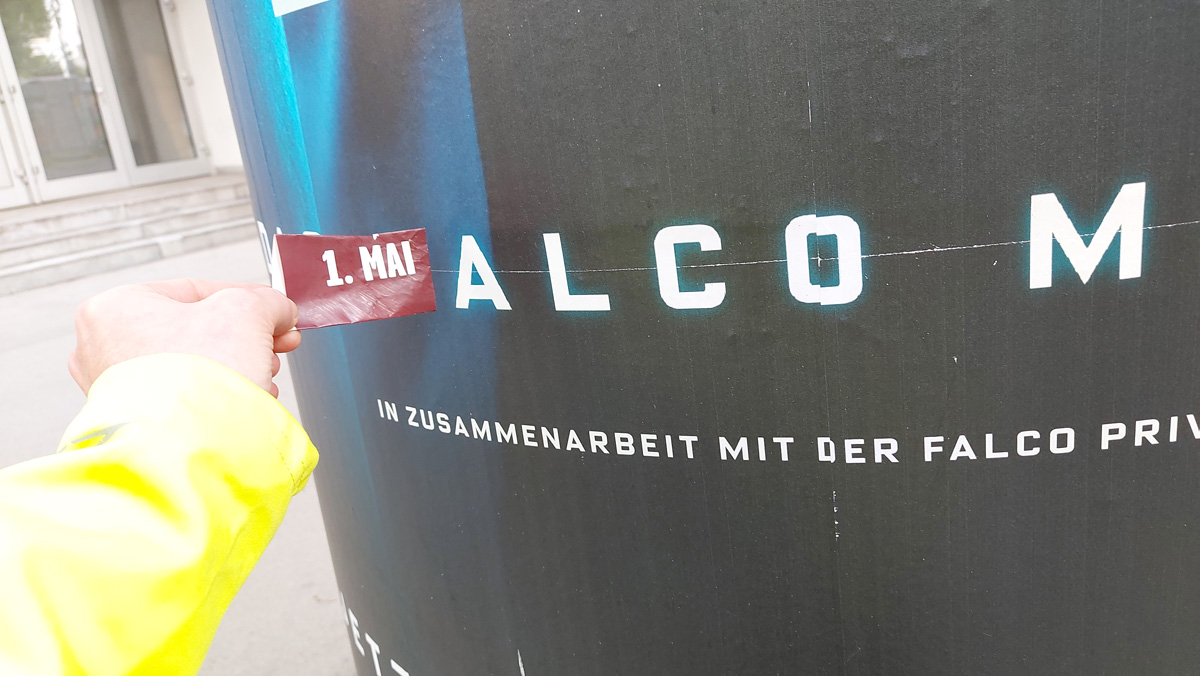 1. MAI
ALCO M
IN ZUSAMMENARBEIT MIT DER FALCO PRIV